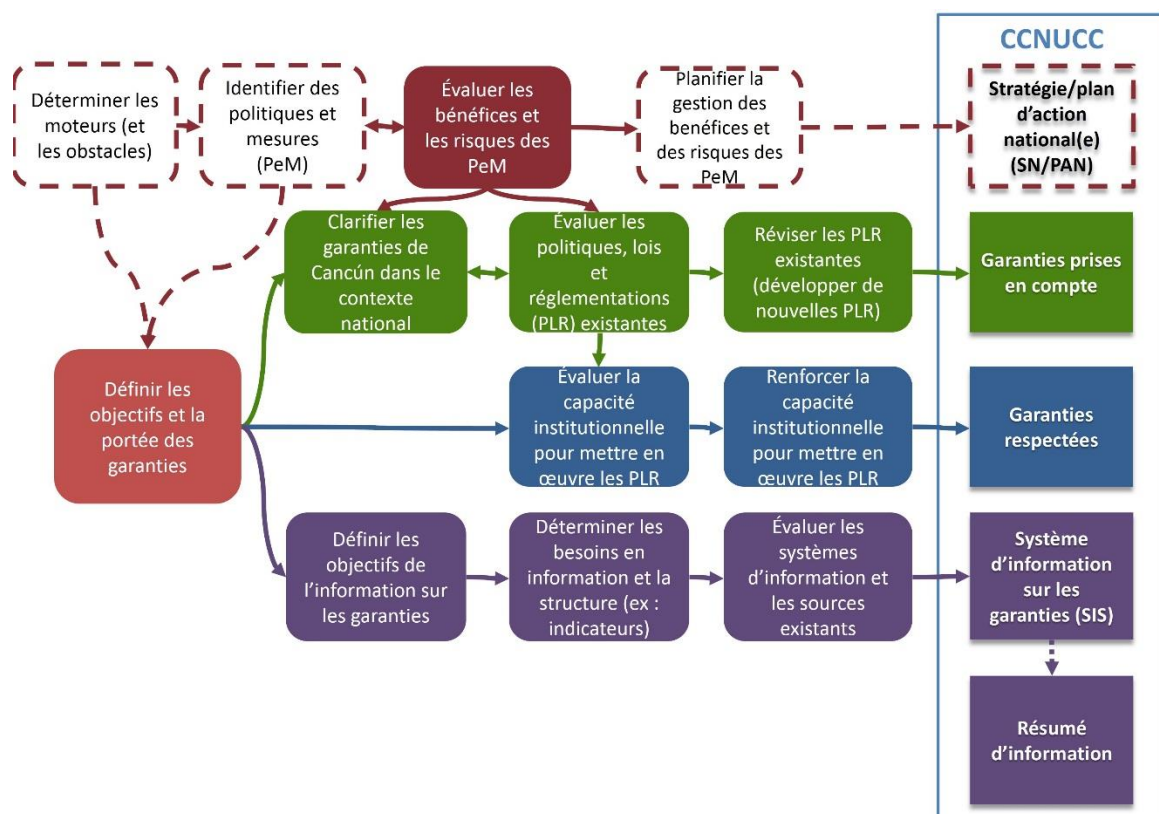 CCNUCC
Déterminer les
moteurs (et
les obstacles)
Identifier des
politiques et
mesures
(PeM)
Évaluer les
bénéfices et
les risques des
PeM
Planifier la
gestion des
benéfices et
des risques des
PeM
Stratégie/plan
d’action
national(e)
(SN/PAN)
Clarifier les
garanties de
Cancún dans le
contexte
national
Évaluer les
politiques, lois
et
réglementations
(PLR) existantes
Réviser les PLR
existantes
(développer de
nouvelles PLR)
Garanties prises
en compte
Définir les
objectifs et la
portée des
garanties
Évaluer la
capacité
institutionnelle
pour mettre en
œuvre les PLR
Renforcer la
capacité
institutionnelle
pour mettre en
œuvre les PLR
Garanties
respectées
Définir les
objectifs de
l’information sur
les garanties
Déterminer les
besoins en
information et la
structure (ex :
indicateurs)
Évaluer les
systèmes
d’information et
les sources
existants
Système
d’information
sur les
garanties (SIS)
Résumé
d’information